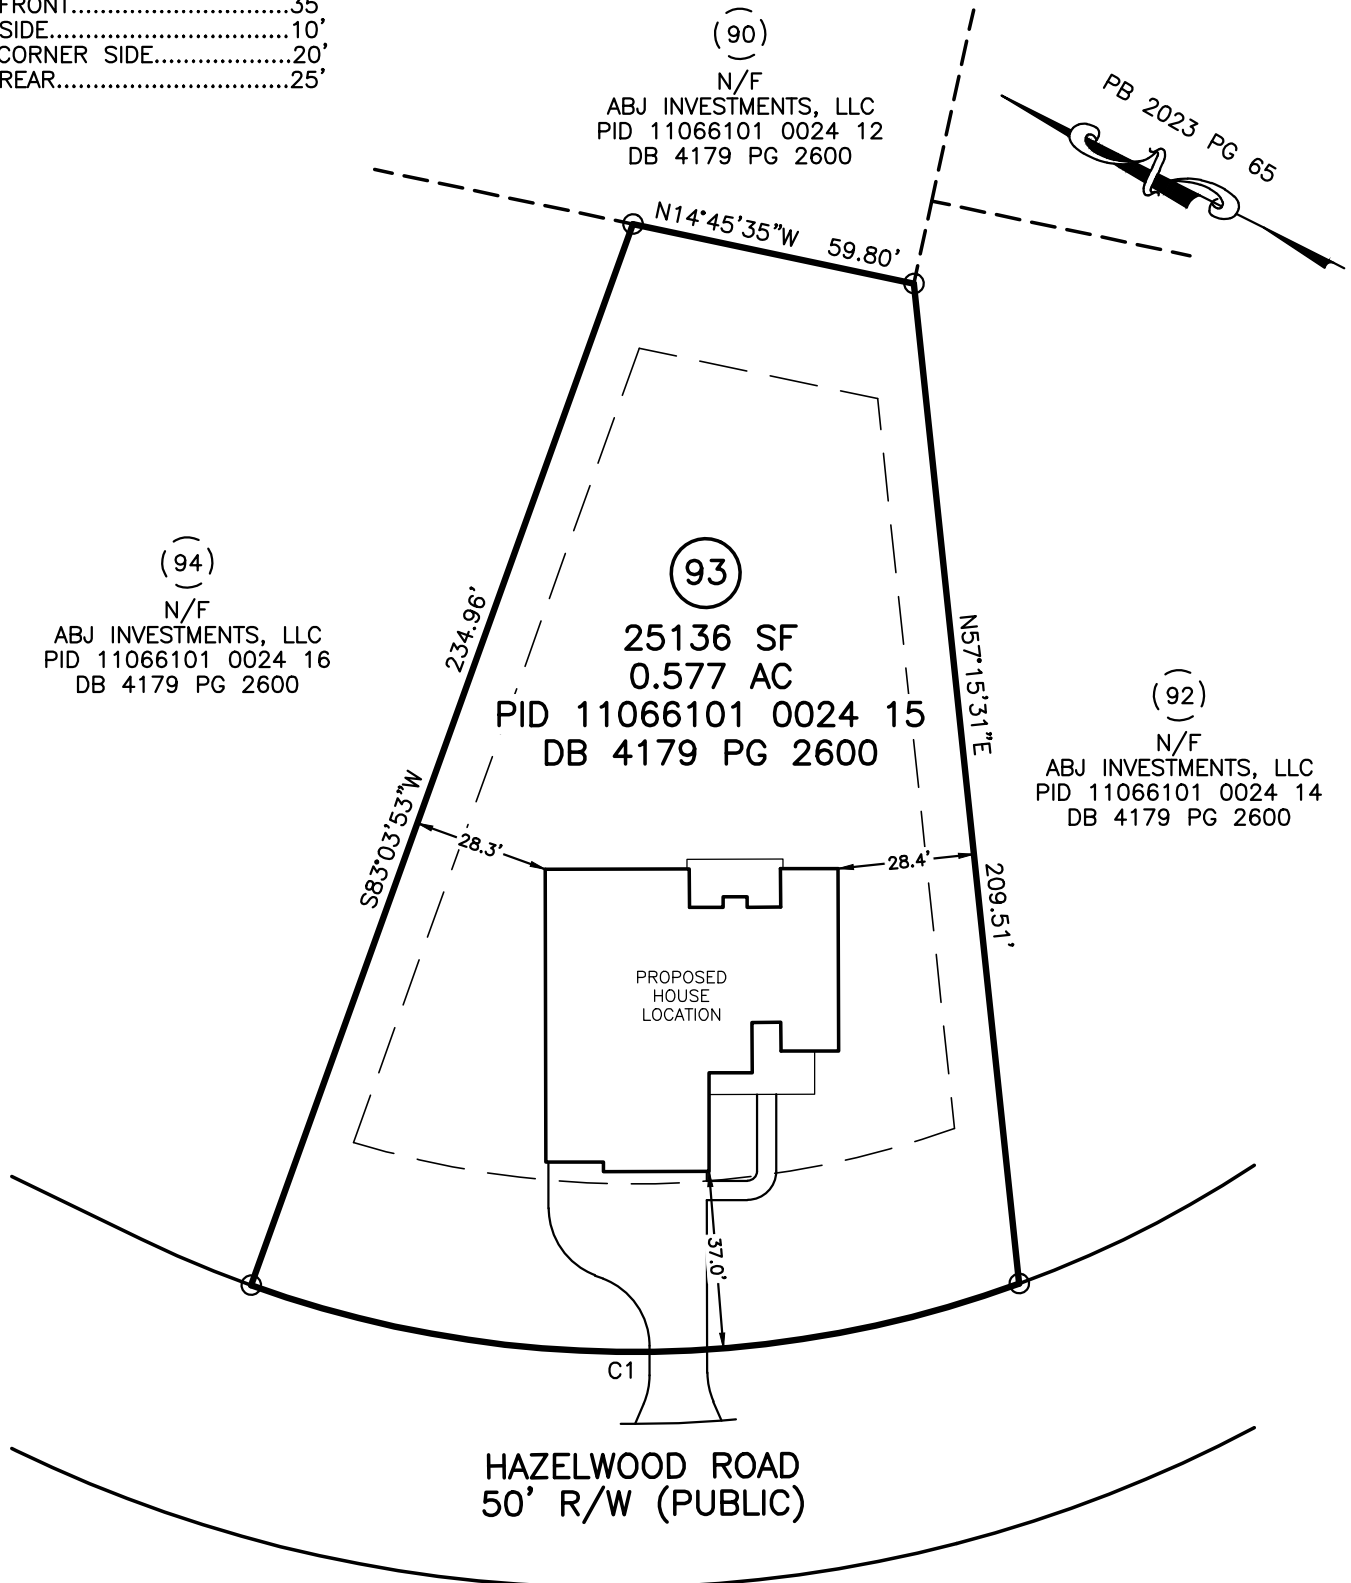 FRONT.............................35'
SIDE................................10'
CORNER SIDE...................20'
REAR...............................25'
(90)
N/F
ABJ INVESTMENTS, LLC
PID 11066101 0024 12
DB 4179 PG 2600
PB 2023 PG 65
N14°45'35"W 59.80'
(94)
N/F
ABJ INVESTMENTS, LLC
PID 11066101 0024 16
DB 4179 PG 2600
234.96'
S83°03'53"W
93
25136 SF
0.577 AC
PID 11066101 0024 15
DB 4179 PG 2600
N57°15'31"E
209.51'
(92)
N/F
ABJ INVESTMENTS, LLC
PID 11066101 0024 14
DB 4179 PG 2600
28.3'
28.4'
PROPOSED
HOUSE
LOCATION
37.0'
C1
HAZELWOOD ROAD
50' R/W (PUBLIC)